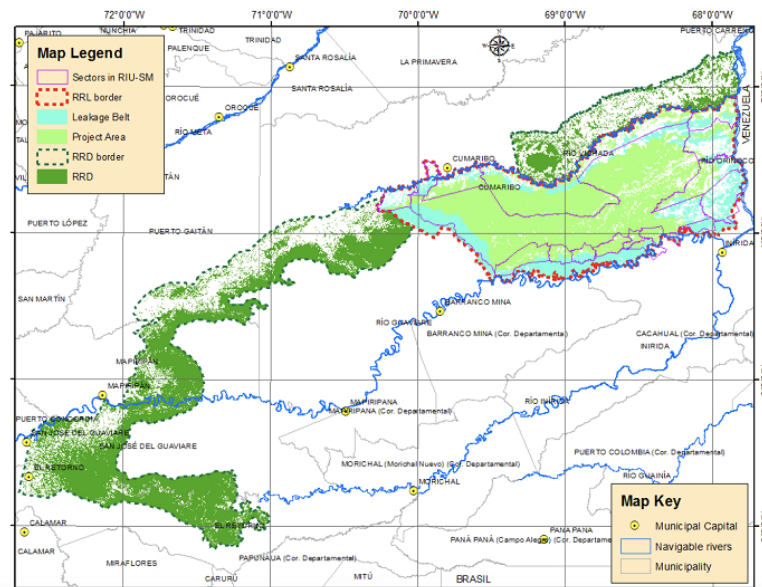 72°0'W
71°0'W
70°0'W
69°0'W
68°0'W
NUNCHÍA
TRINIDAD
PUERTO CARREÑO
PAJARITO
TRINIDAD
PALENQUE
SANTA ROSALÍA
LA PRIMAVERA
SANTA ROSALÍA
Map Legend
Sectors in RIU-SM
RRL border
Leakage Belt
Project Area
RRD border
RRD
OROCUÉ
OROCUÉ
RÍO META
VENEZUELA
RÍO VICHADA
RÍO ORINOCO
CUMARIBO
CUMARIBO
PUERTO LÓPEZ
PUERTO GAITÁN
INIRIDA
SAN MARTÍN
BARRANCO MINA
RÍO GUAVIARE
BARRANCO MINA (Cor. Departamental)
CACAHUAL (Cor. Departamental)
INIRIDA
MAPIRIPÁN
MAPIRIPÁN
MAPIRIPANA
MAPIRIPANA (Cor. Departamental)
RÍO INÍRIDA
PUERTO CONCORDIA
SAN JOSÉ DEL GUAVIARE
SAN JOSÉ DEL GUAVIARE
PUERTO COLOMBIA (Cor. Departamental)
EL RETORNO
MORICHAL (Morichal Nuevo) (Cor. Departamental)
RÍO GUAINÍA
MORICHAL
CALAMAR
EL RETORNO
PANA PANA
PANÁ PANÁ (Campo Alegre) (Cor. Departamental)
CALAMAR
MIRAFLORES
PAPUNAUA (Cor. Departamental)
CARURÚ
MITÚ
BRASIL
Map Key
Municipal Capital
Navigable rivers
Municipality